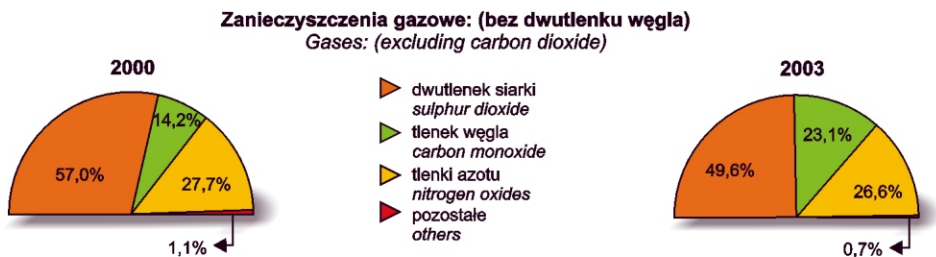 Zanieczyszczenia gazowe: (bez dwutlenku węgla)
Gases: (excluding carbon dioxide)
2000
57,0%
14,2%
27,7%
1,1%
dwutlenek siarki
sulphur dioxide
tlenek węgla
carbon monoxide
tlenki azotu
nitrogen oxides
pozostałe
others
2003
49,6%
23,1%
26,6%
0,7%